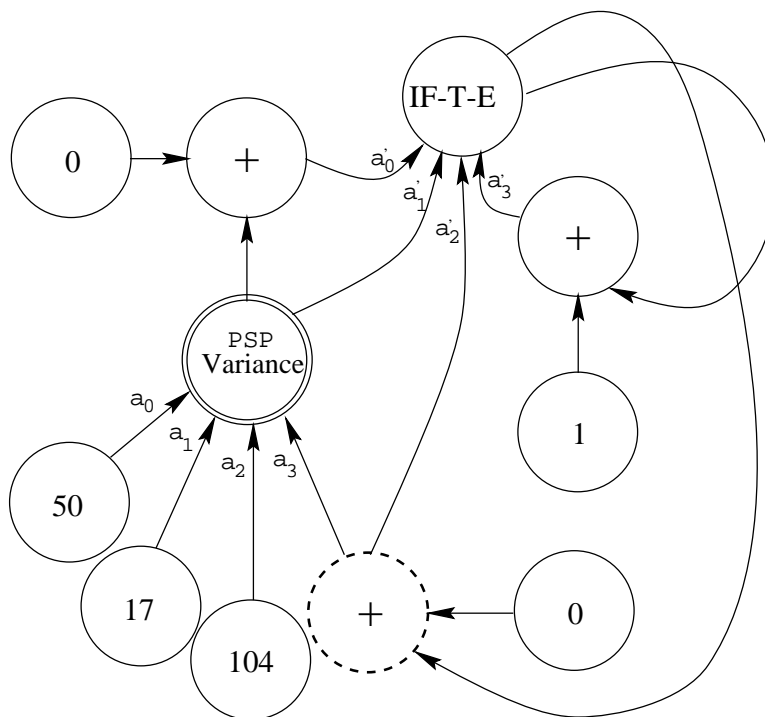 IF-T-E
0
+
a'0
a'1
a'2
a'3
+
PSP
Variance
a0
a1
a2
a3
1
50
17
104
+
0